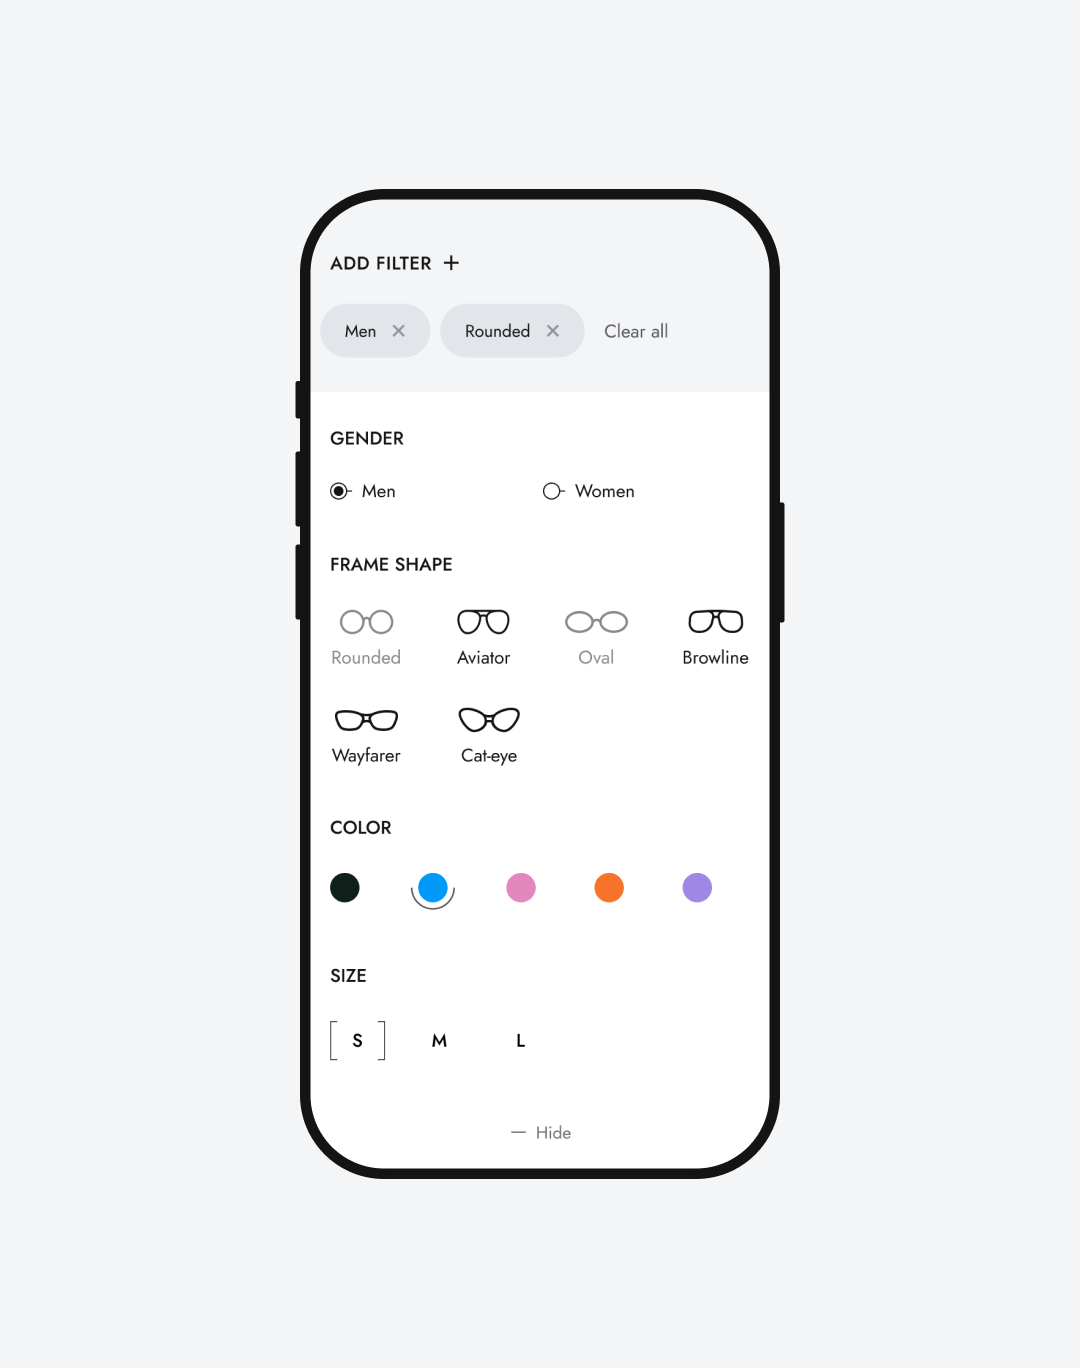 ADD FILTER +
Men × Rounded × Clear all
GENDER
Men Women
FRAME SHAPE
Rounded Aviator Oval Browline
Wayfarer Cat-eye
COLOR
SIZE
S M L
— Hide